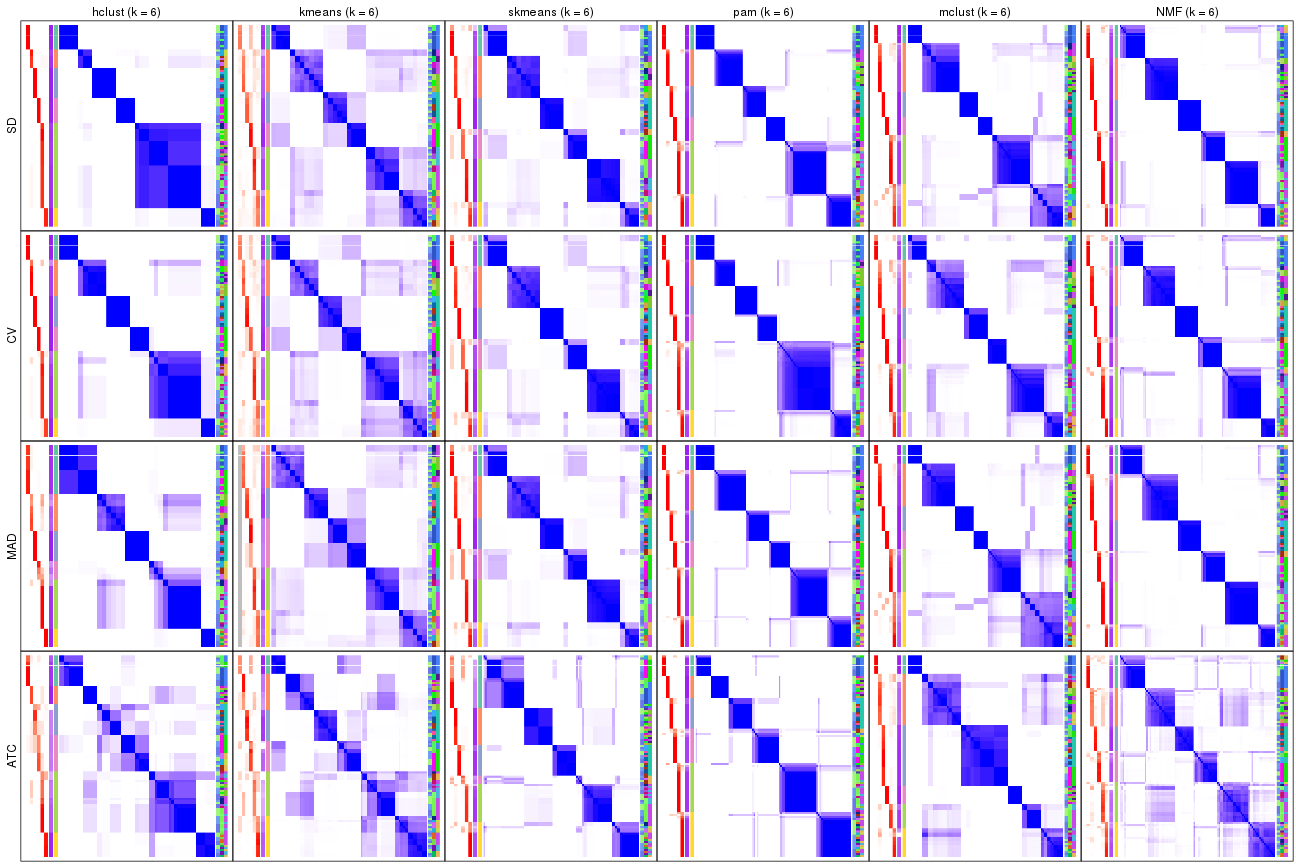 hclust (k = 6) kmeans (k = 6) skmeans (k = 6) pam (k = 6) mclust (k = 6) NMF (k = 6)
SD
CV
MAD
ATC